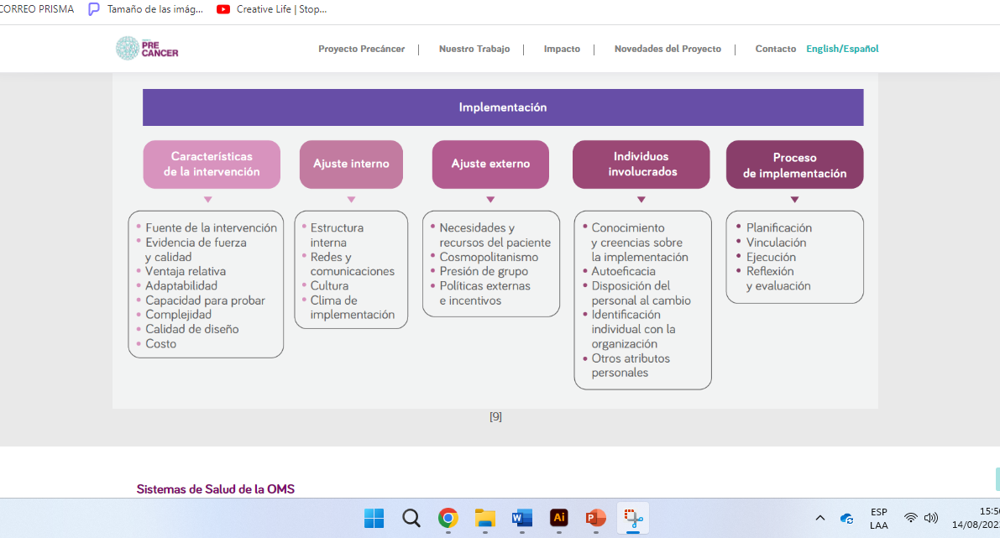 CORREO PRISMA
Tamaño de las imág...
Creative Life | Stop...
PRE
CANCER
Proyecto Precáncer
Nuestro Trabajo
Impacto
Novedades del Proyecto
Contacto
English/Español
Implementación
Características
de la intervención
Fuente de la intervención
Evidencia de fuerza
y calidad
Ventaja relativa
Adaptabilidad
Capacidad para probar
Complejidad
Calidad de diseño
Costo
Ajuste interno
Estructura
interna
Redes y
comunicaciones
Cultura
Clima de
implementación
Ajuste externo
Necesidades y
recursos del paciente
Cosmopolitanismo
Presión de grupo
Políticas externas
e incentivos
Individuos
involucrados
Conocimiento
y creencias sobre
la implementación
Autoeficacia
Disposición del
personal al cambio
Identificación
individual con la
organización
Otros atributos
personales
Proceso
de implementación
Planificación
Vinculación
Ejecución
Reflexión
y evaluación
[9]
Sistemas de Salud de la OMS
W
Ai
P
ESP
LAA
15:5
14/08/202